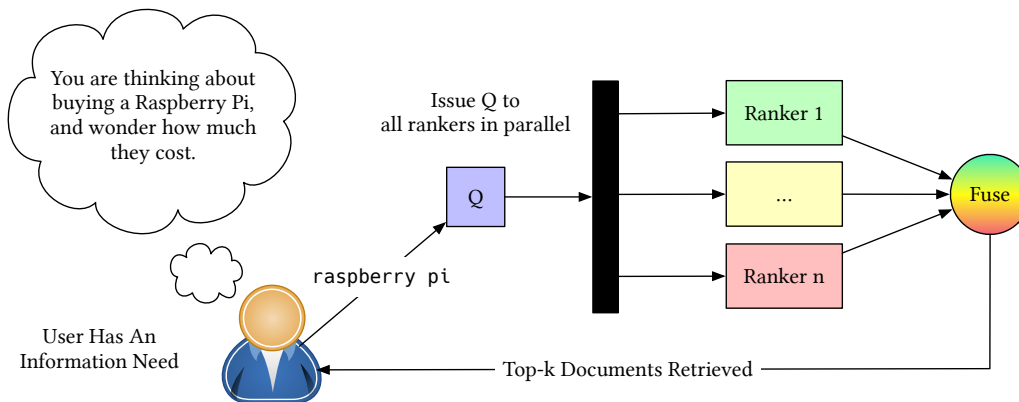 You are thinking about
buying a Raspberry Pi,
and wonder how much
they cost.
User Has An
Information Need
raspberry pi
Q
Issue Q to
all rankers in parallel
Ranker 1
...
Ranker n
Fuse
Top-k Documents Retrieved